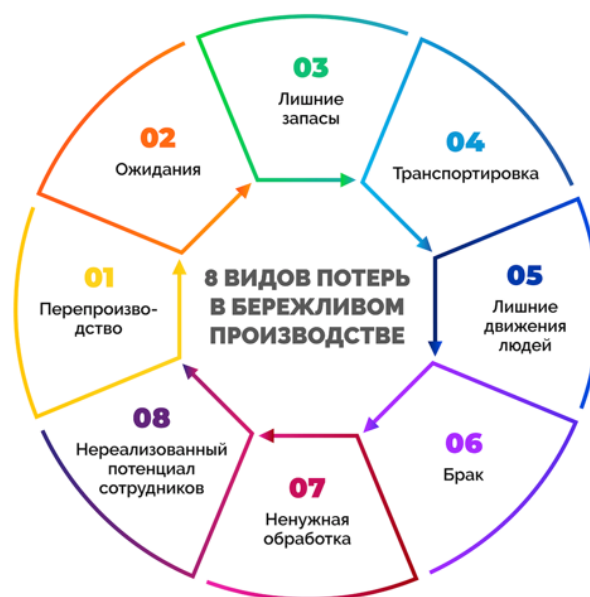 8 ВИДОВ ПОТЕРЬ
В БЕРЕЖЛИВОМ
ПРОИЗВОДСТВЕ
01
Перепроизво-
дство
02
Ожидания
03
Лишние
запасы
04
Транспортировка
05
Лишние
движения
людей
06
Брак
07
Ненужная
обработка
08
Нереализованный
потенциал
сотрудников